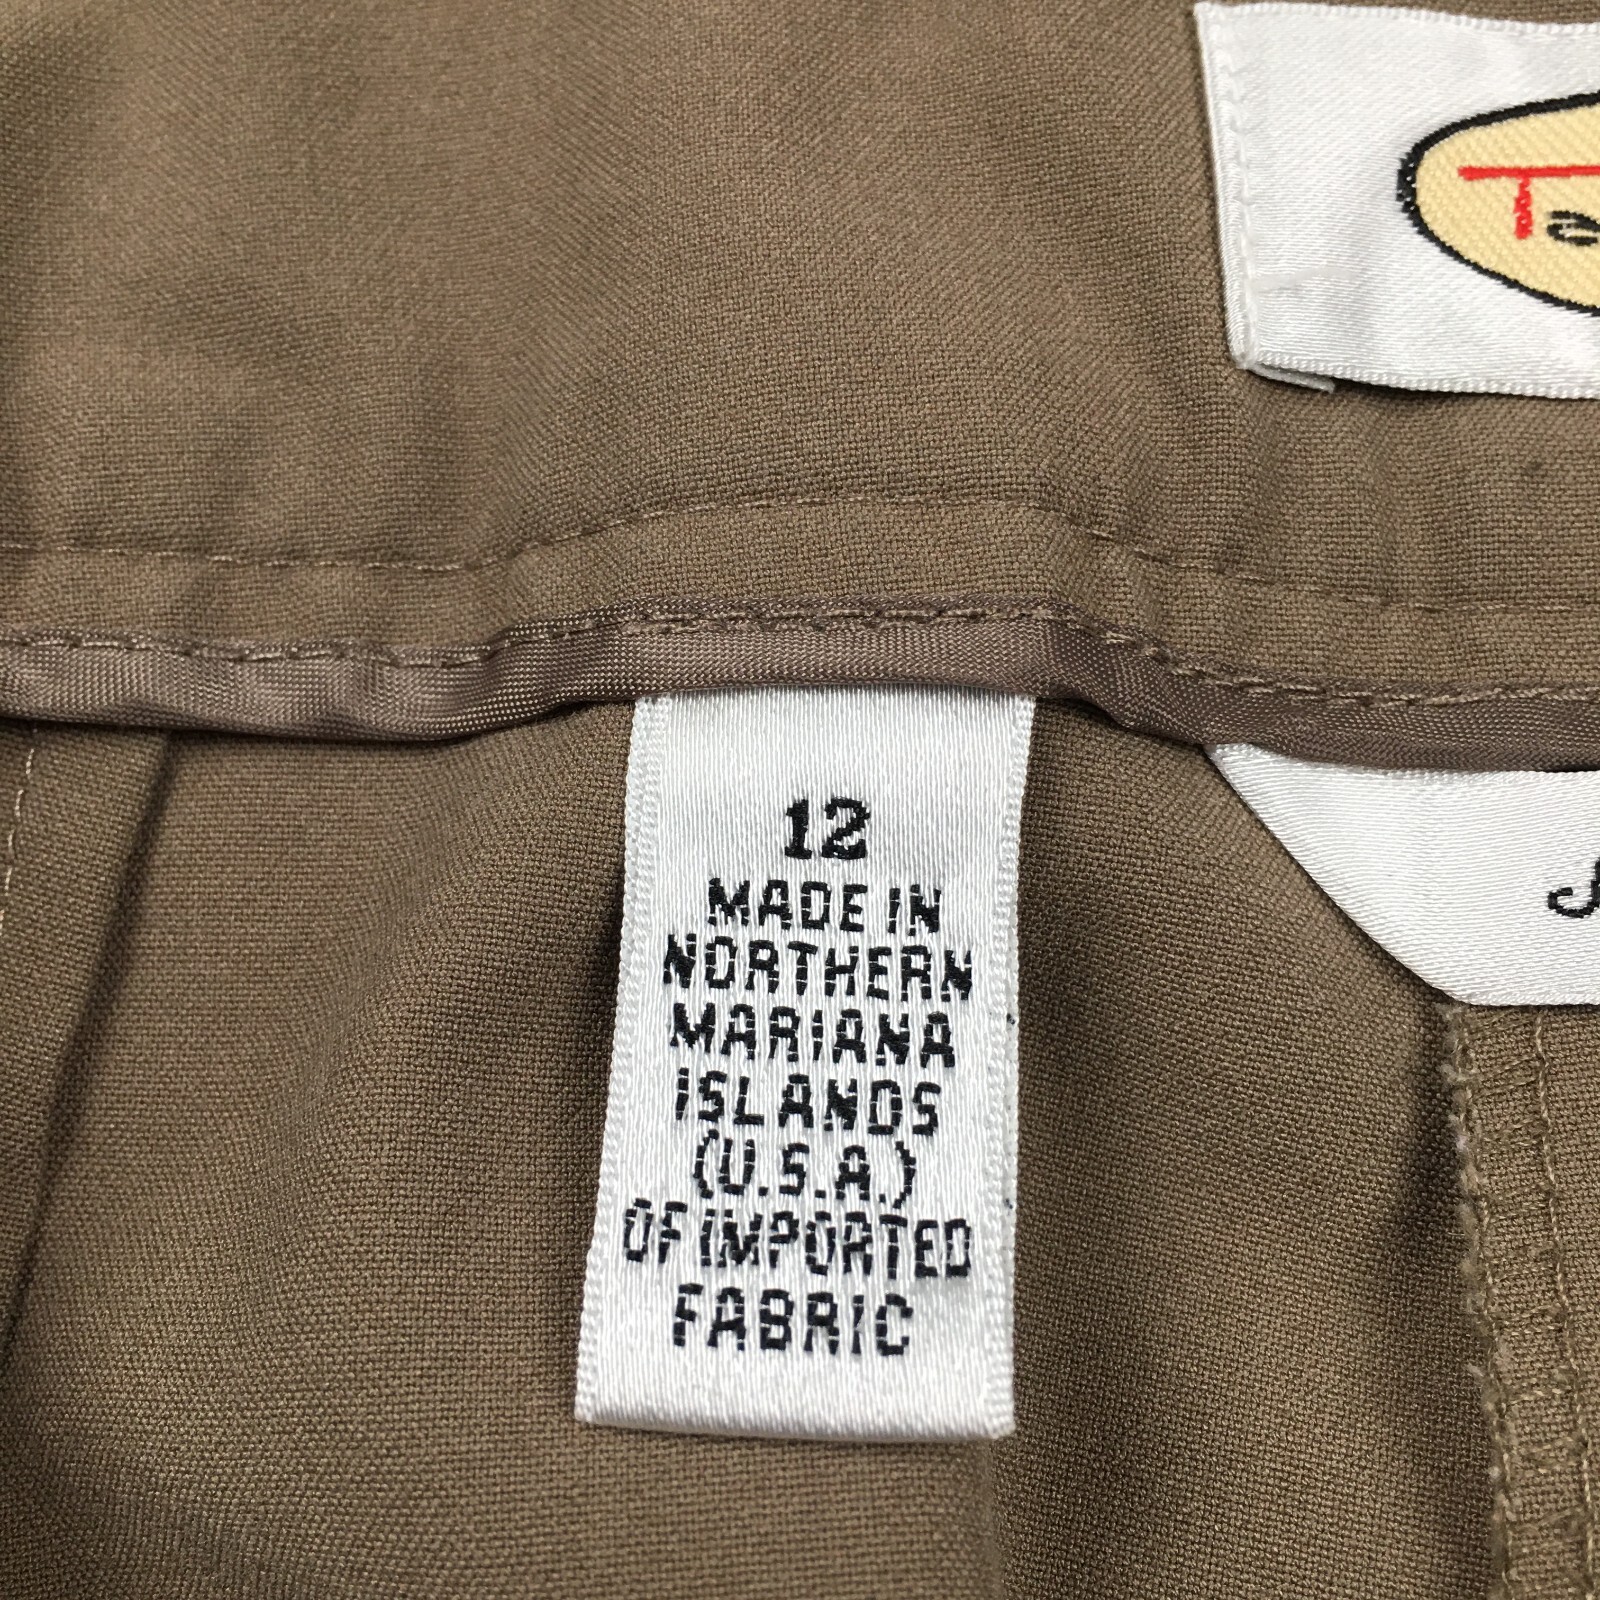 12
MADE IN
NORTHERN
MARIANA
ISLANDS
(U.S.A.)
OF IMPORTED
FABRIC